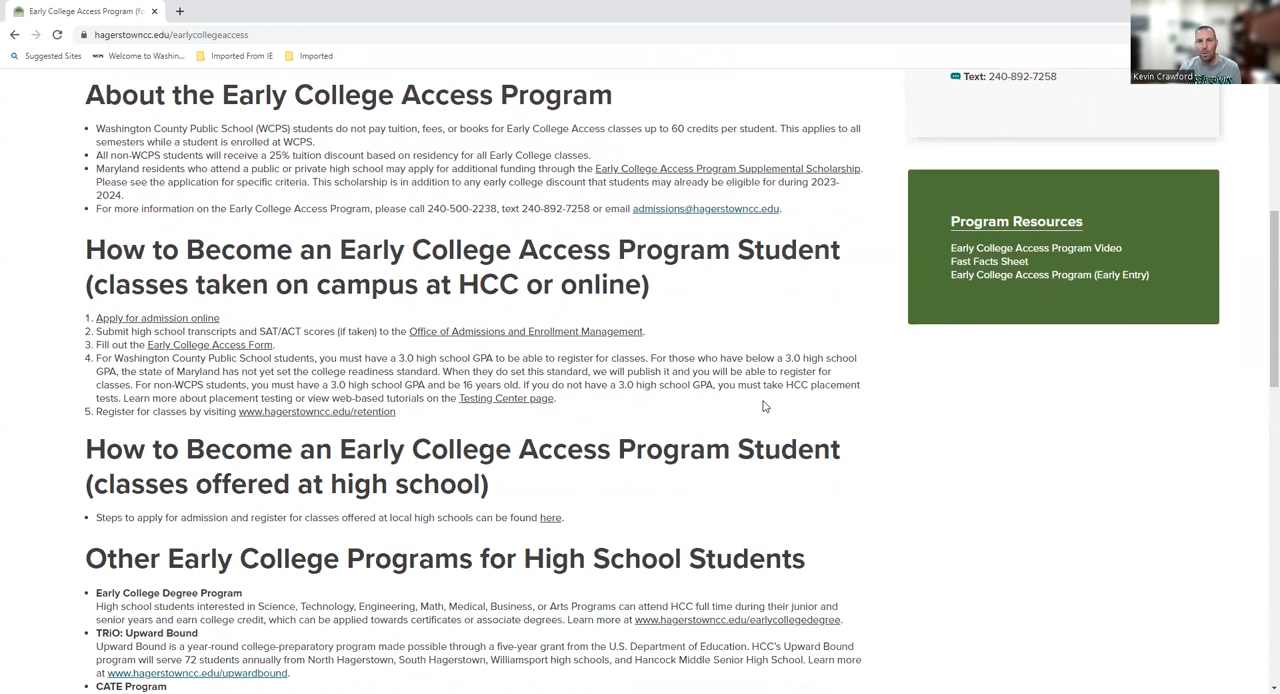 Early College Access Program (fo
hagerstowncc.edu/earlycollegeaccess
Suggested Sites
Welcome to Washin...
Imported From IE
Imported
Kevin Crawford
Text: 240-892-7258
About the Early College Access Program
• Washington County Public School (WCPS) students do not pay tuition, fees, or books for Early College Access classes up to 60 credits per student. This applies to all
semesters while a student is enrolled at WCPS.
• All non-WCPS students will receive a 25% tuition discount based on residency for all Early College classes.
• Maryland residents who attend a public or private high school may apply for additional funding through the Early College Access Program Supplemental Scholarship.
Please see the application for specific criteria. This scholarship is in addition to any early college discount that students may already be eligible for during 2023-
2024.
• For more information on the Early College Access Program, please call 240-500-2238, text 240-892-7258 or email admissions@hagerstowncc.edu.
Program Resources
Early College Access Program Video
Fast Facts Sheet
Early College Access Program (Early Entry)
How to Become an Early College Access Program Student
(classes taken on campus at HCC or online)
1. Apply for admission online
2. Submit high school transcripts and SAT/ACT scores (if taken) to the Office of Admissions and Enrollment Management.
3. Fill out the Early College Access Form.
4. For Washington County Public School students, you must have a 3.0 high school GPA to be able to register for classes. For those who have below a 3.0 high school
GPA, the state of Maryland has not yet set the college readiness standard. When they do set this standard, we will publish it and you will be able to register for
classes. For non-WCPS students, you must have a 3.0 high school GPA and be 16 years old. If you do not have a 3.0 high school GPA, you must take HCC placement
tests. Learn more about placement testing or view web-based tutorials on the Testing Center page.
5. Register for classes by visiting www.hagerstowncc.edu/retention
How to Become an Early College Access Program Student
(classes offered at high school)
• Steps to apply for admission and register for classes offered at local high schools can be found here.
Other Early College Programs for High School Students
• Early College Degree Program
High school students interested in Science, Technology, Engineering, Math, Medical, Business, or Arts Programs can attend HCC full time during their junior and
senior years and earn college credit, which can be applied towards certificates or associate degrees. Learn more at www.hagerstowncc.edu/earlycollegedegree.
• TRiO: Upward Bound
Upward Bound is a year-round college-preparatory program made possible through a five-year grant from the U.S. Department of Education. HCC's Upward Bound
program will serve 72 students annually from North Hagerstown, South Hagerstown, Williamsport high schools, and Hancock Middle Senior High School. Learn more
at www.hagerstowncc.edu/upwardbound.
• CATE Program